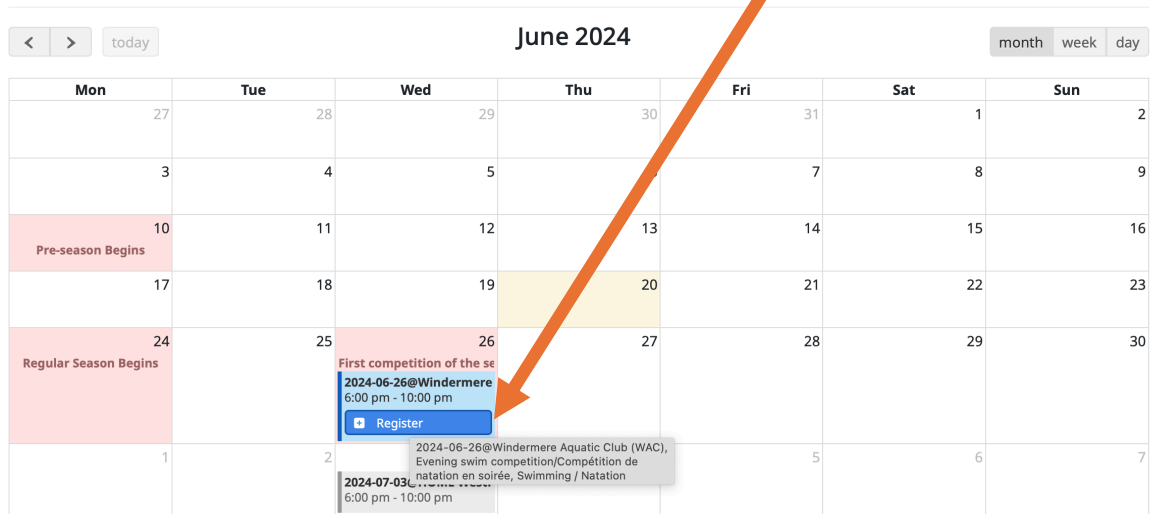 June 2024
today
month week day
Mon Tue Wed Thu Fri Sat Sun
27 28 29 30 31 1 2
3 4 5 7 8 9
10 11 12 13 14 15 16
Pre-season Begins
17 18 19 20 21 22 23
24 25 26 27 28 29 30
Regular Season Begins
First competition of the se
2024-06-26@Windermere
6:00 pm - 10:00 pm
Register
2024-06-26@Windermere Aquatic Club (WAC),
Evening swim competition/Compétition de
natation en soirée, Swimming / Natation
1 2 5 6 7
2024-07-03@
6:00 pm - 10:00 pm